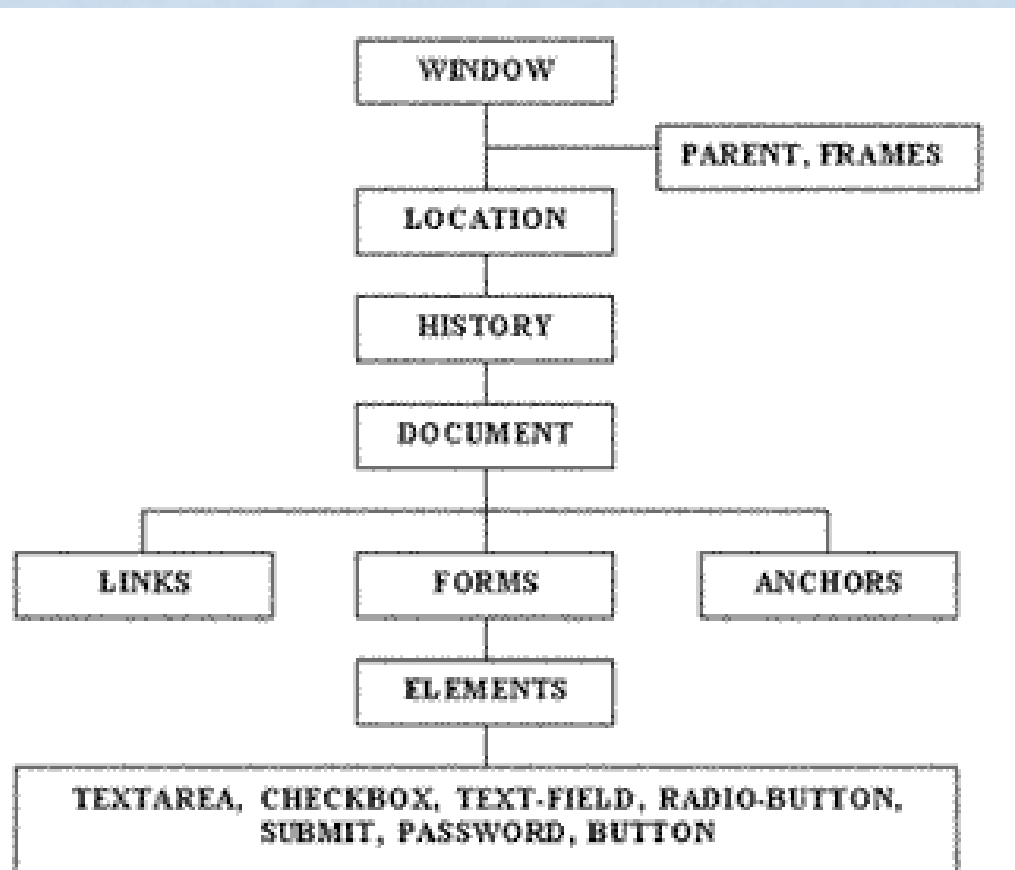 WINDOW
PARENT, FRAMES
LOCATION
HISTORY
DOCUMENT
LINKS
FORMS
ANCHORS
ELEMENTS
TEXTAREA, CHECKBOX, TEXT-FIELD, RADIO-BUTTON,
SUBMIT, PASSWORD, BUTTON